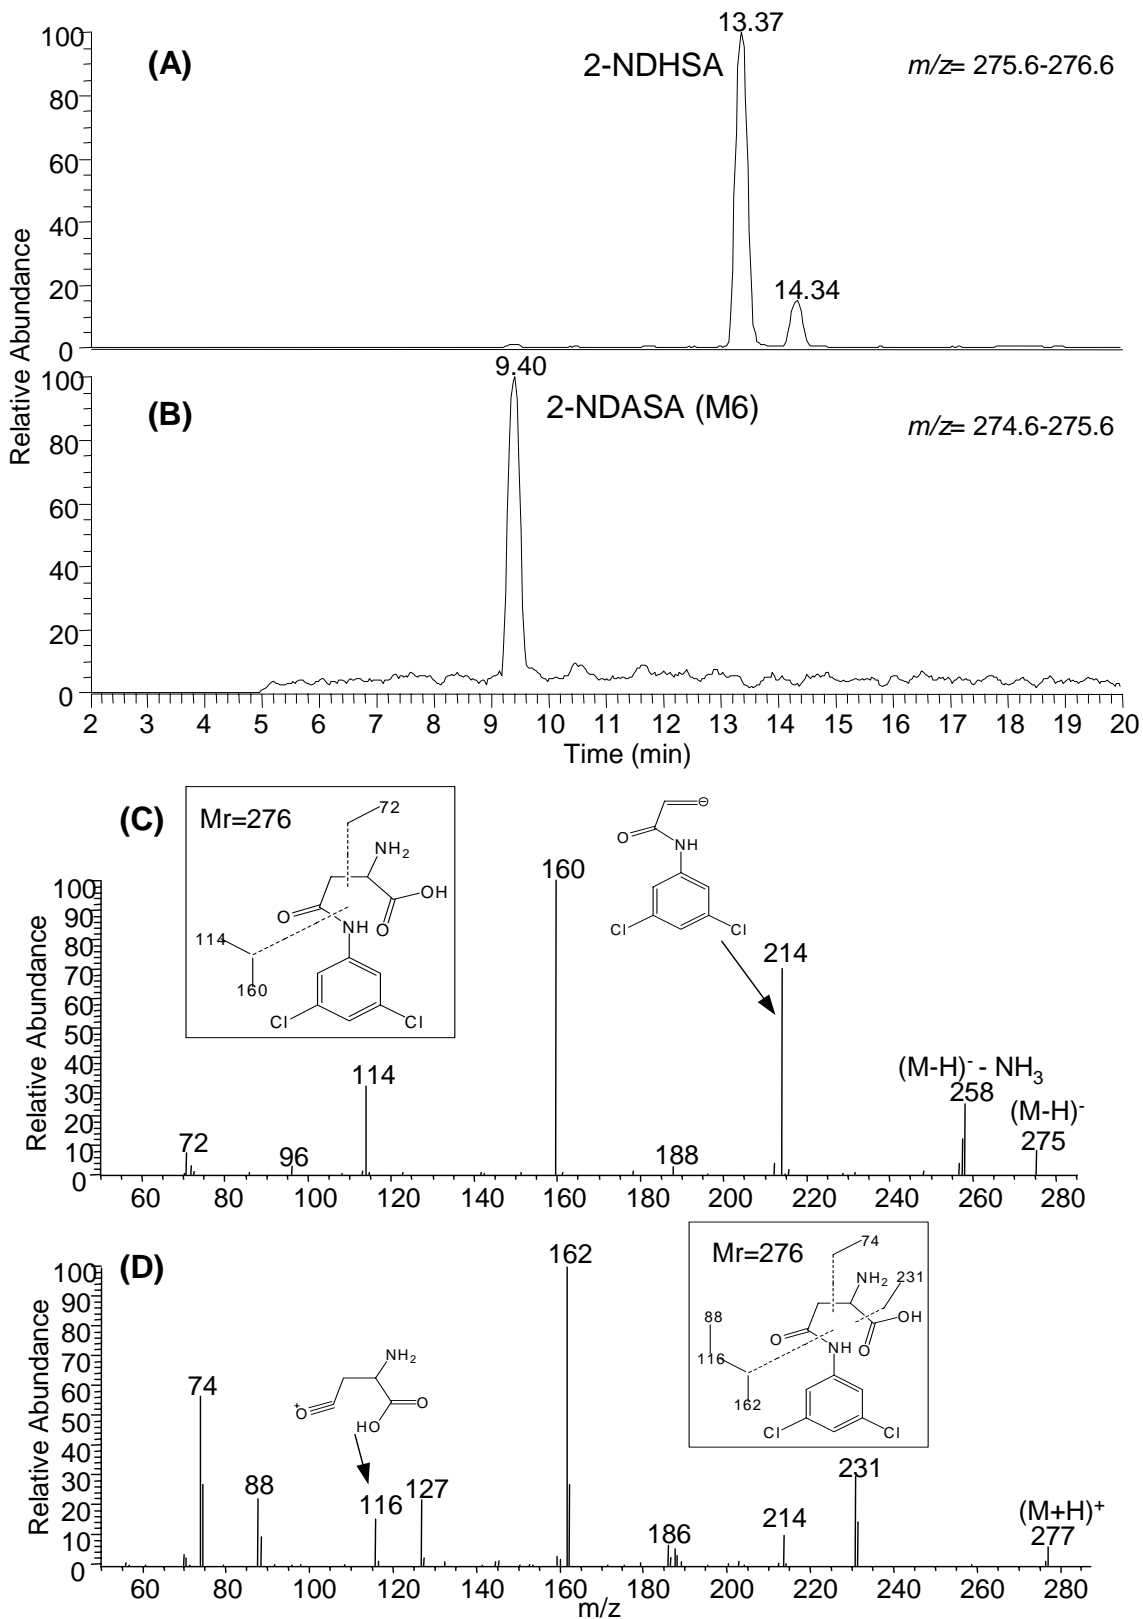 13.37
100
(A)
2-NDHSA
m/z= 275.6-276.6
80
60
40
20
14.34
0
Relative Abundance
9.40
100
(B)
2-NDASA (M6)
m/z= 274.6-275.6
80
60
40
20
0
2 3 4 5 6 7 8 9 10 11 12 13 14 15 16 17 18 19 20
Time (min)
(C)
Mr=276
72
NH2
OH
O
O
NH
114
160
Cl
Cl
O
NH
Cl
Cl
160
214
(M-H)- - NH3
258
(M-H)-
275
114
72
96
188
100
90
80
70
60
50
40
30
20
10
0
Relative Abundance
60 80 100 120 140 160 180 200 220 240 260 280
(D)
162
Mr=276
74
NH2
231
88
OH
O
O
116
NH
162
Cl
Cl
NH2
+
O
O
HO
74
88
116
127
186
214
231
(M+H)+
277
100
90
80
70
60
50
40
30
20
10
0
Relative Abundance
60 80 100 120 140 160 180 200 220 240 260 280
m/z